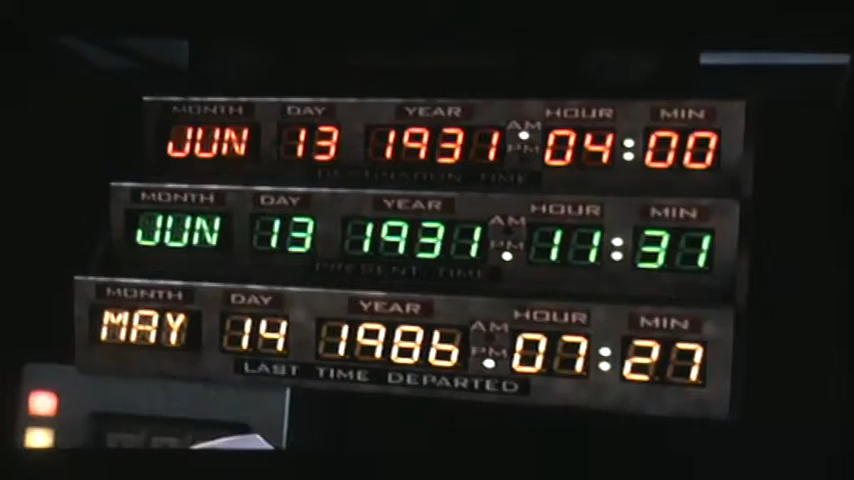 MONTH DAY YEAR AM PM HOUR MIN
JUN 13 1931 04:00
DESTINATION TIME
MONTH DAY YEAR AM PM HOUR MIN
JUN 13 1931 11:31
PRESENT TIME
MONTH DAY YEAR AM PM HOUR MIN
MAY 14 1986 07:27
LAST TIME DEPARTED